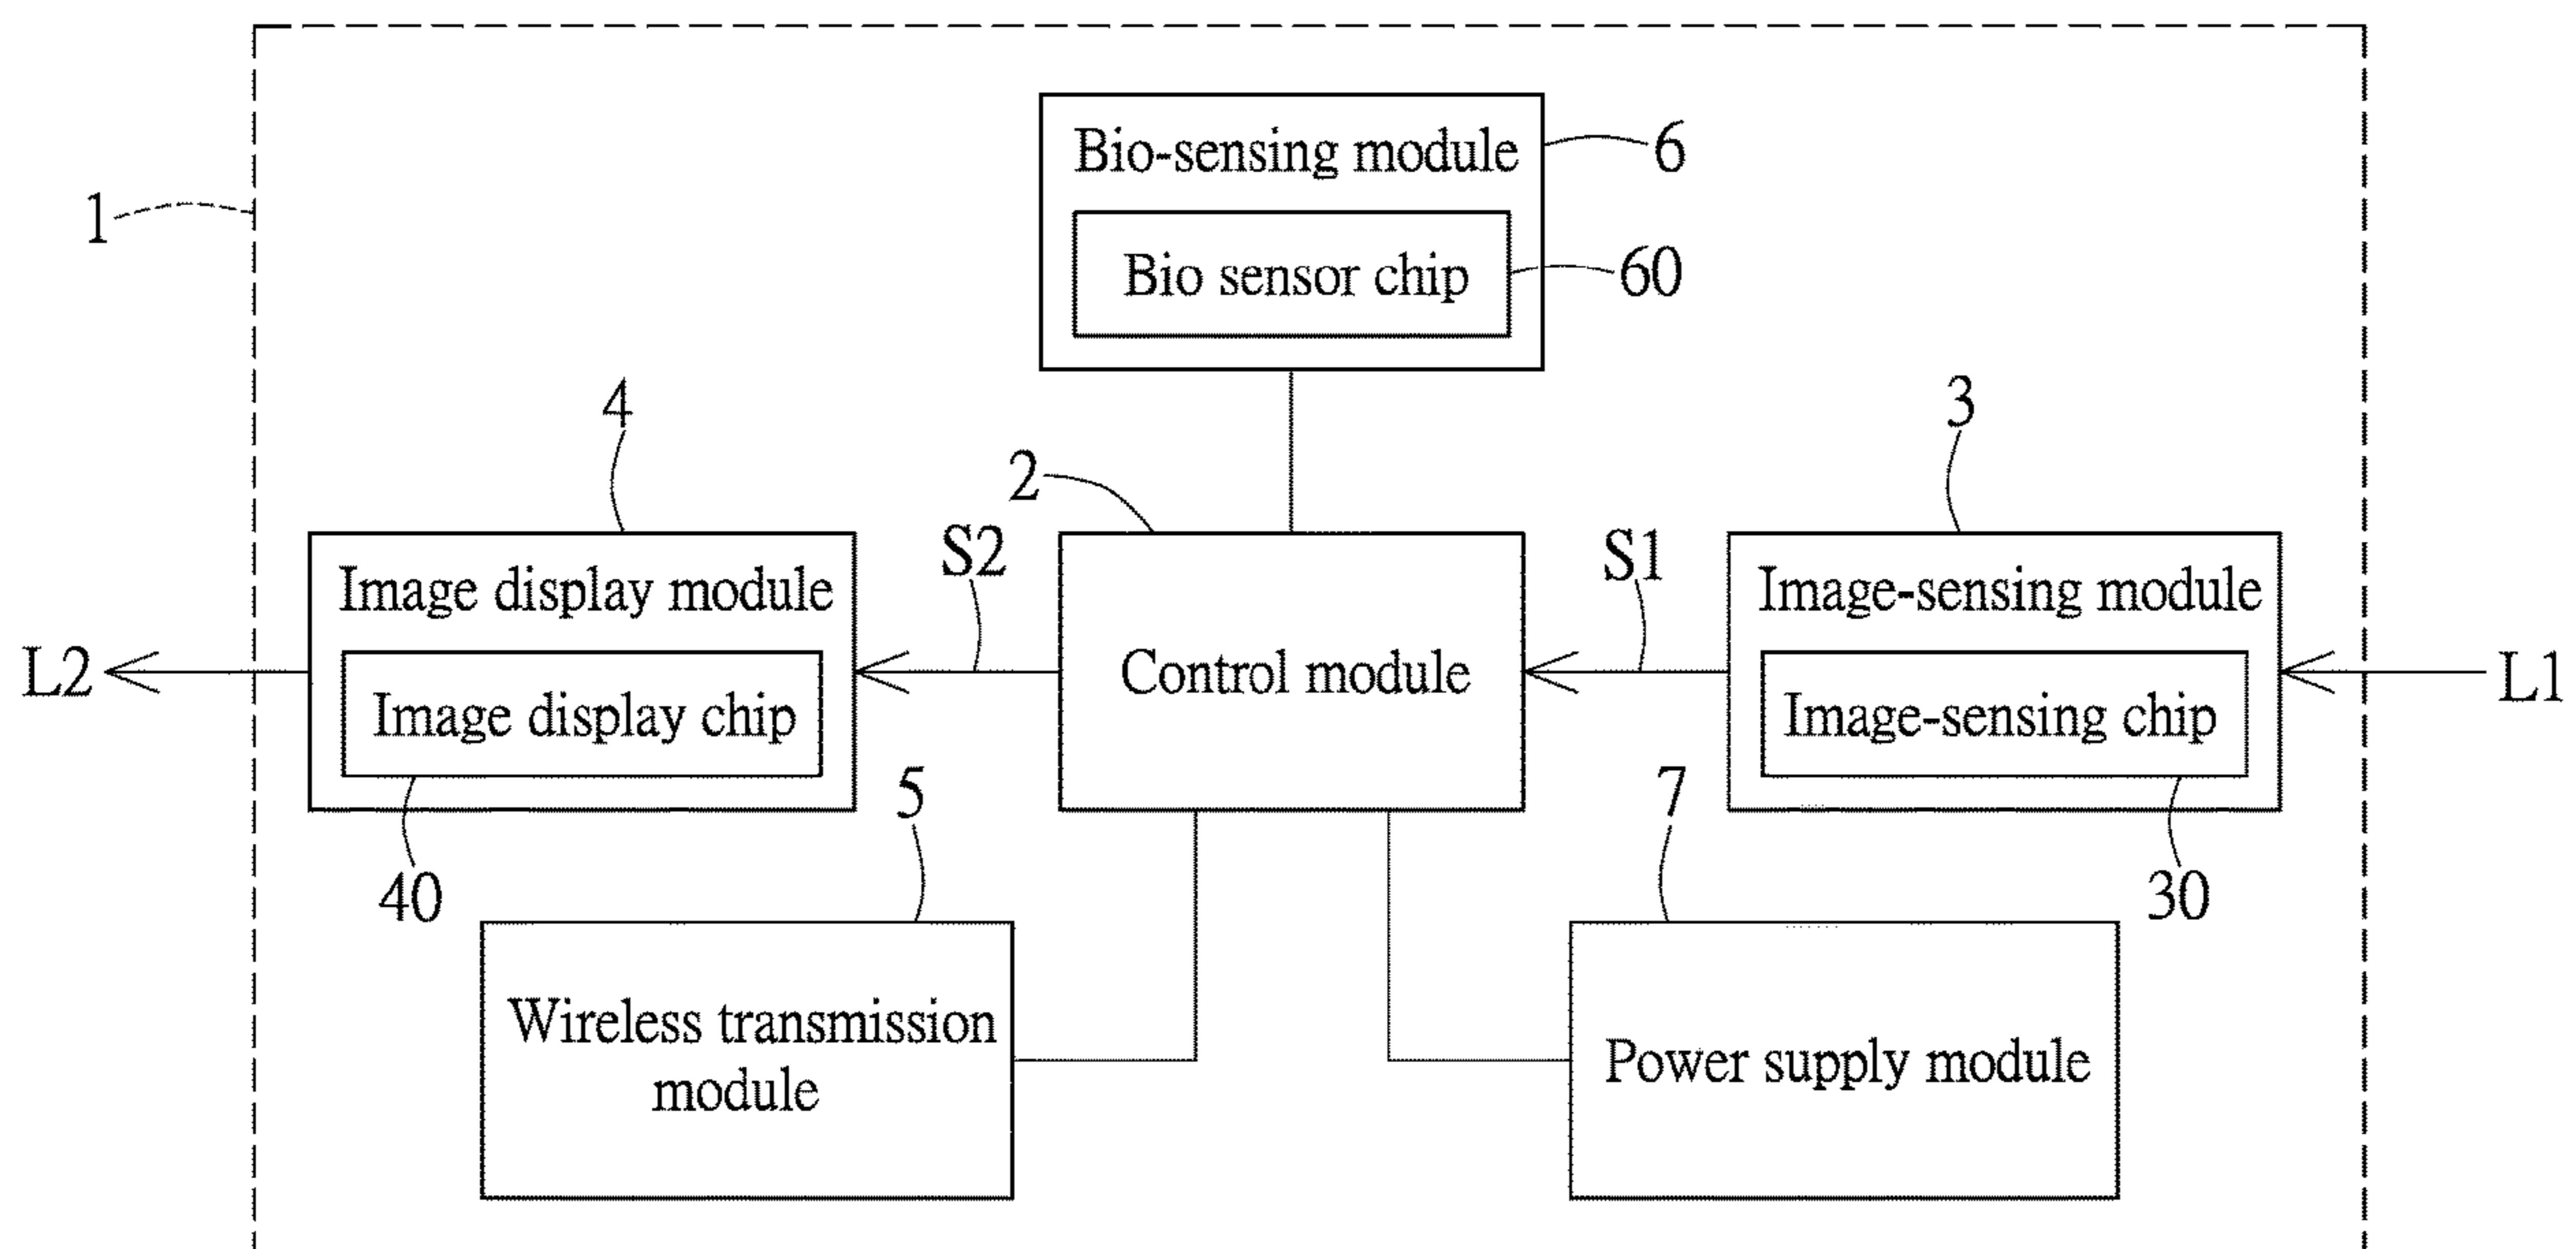 Bio-sensing module
6
1
Bio sensor chip
60
4
3
2
S2
S1
Image display module
Image-sensing module
L2
Control module
L1
Image display chip
Image-sensing chip
5
7
40
30
Wireless transmission
module
Power supply module